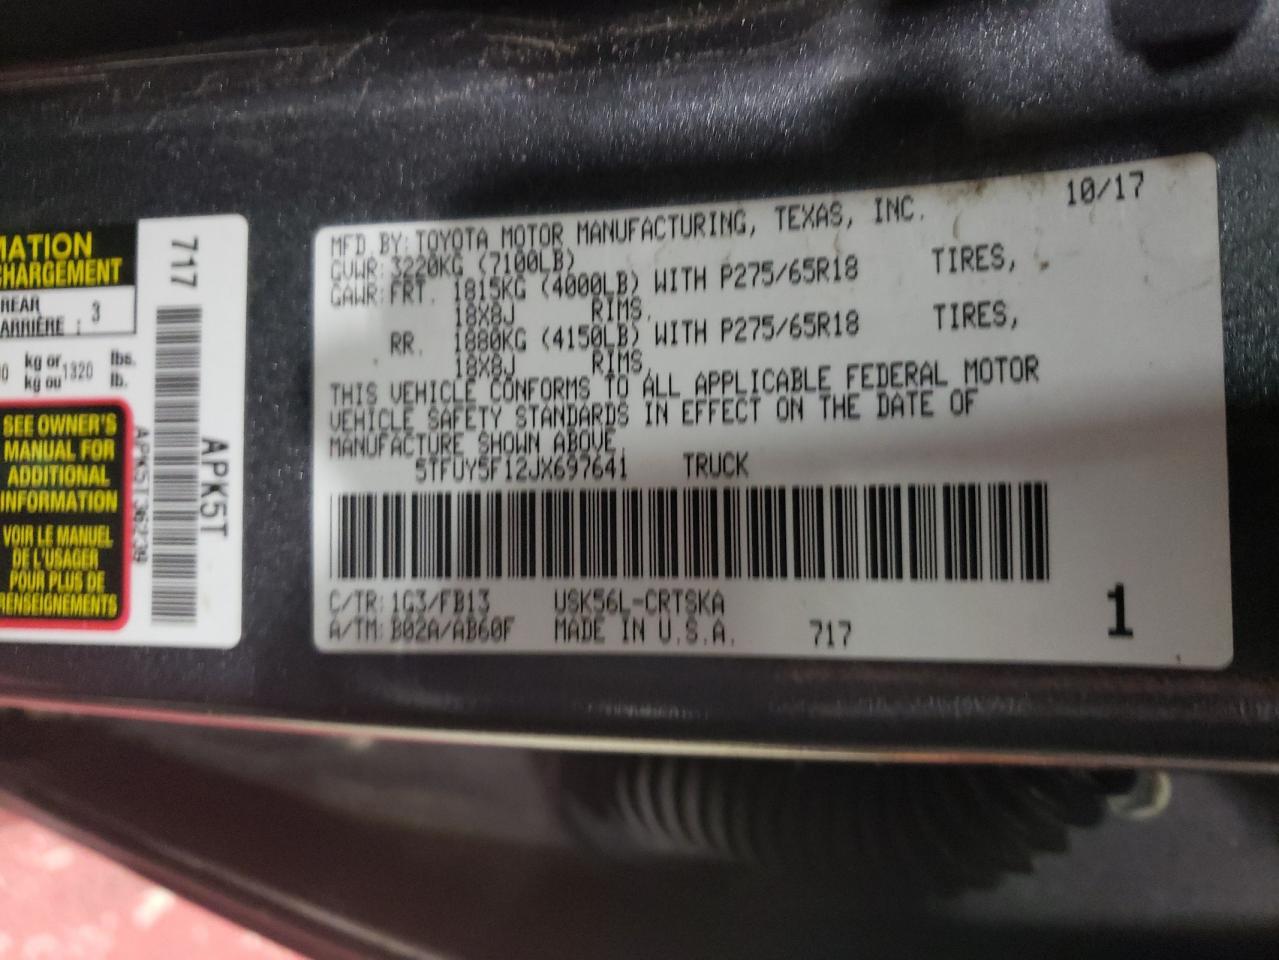 MATION
CHARGEMENT
REAR
ARRIÈRE : 3
kg or 1320 lbs.
kg ou lb.
SEE OWNER'S
MANUAL FOR
ADDITIONAL
INFORMATION
VOIR LE MANUEL
DE L'USAGER
POUR PLUS DE
RENSEIGNEMENTS
717
APK5T
MFD. BY: TOYOTA MOTOR MANUFACTURING, TEXAS, INC. 10/17
GVWR: 3220KG (7100LB)
GAWR: FRT. 1815KG (4000LB) WITH P275/65R18 TIRES,
18X8J RIMS,
RR. 1880KG (4150LB) WITH P275/65R18 TIRES,
18X8J RIMS,
THIS VEHICLE CONFORMS TO ALL APPLICABLE FEDERAL MOTOR
VEHICLE SAFETY STANDARDS IN EFFECT ON THE DATE OF
MANUFACTURE SHOWN ABOVE.
5TFUY5F12JX697641 TRUCK
C/TR: 1G3/FB13 USK56L-CRTSKA
A/TM: B02A/AB60F MADE IN U.S.A. 717
1